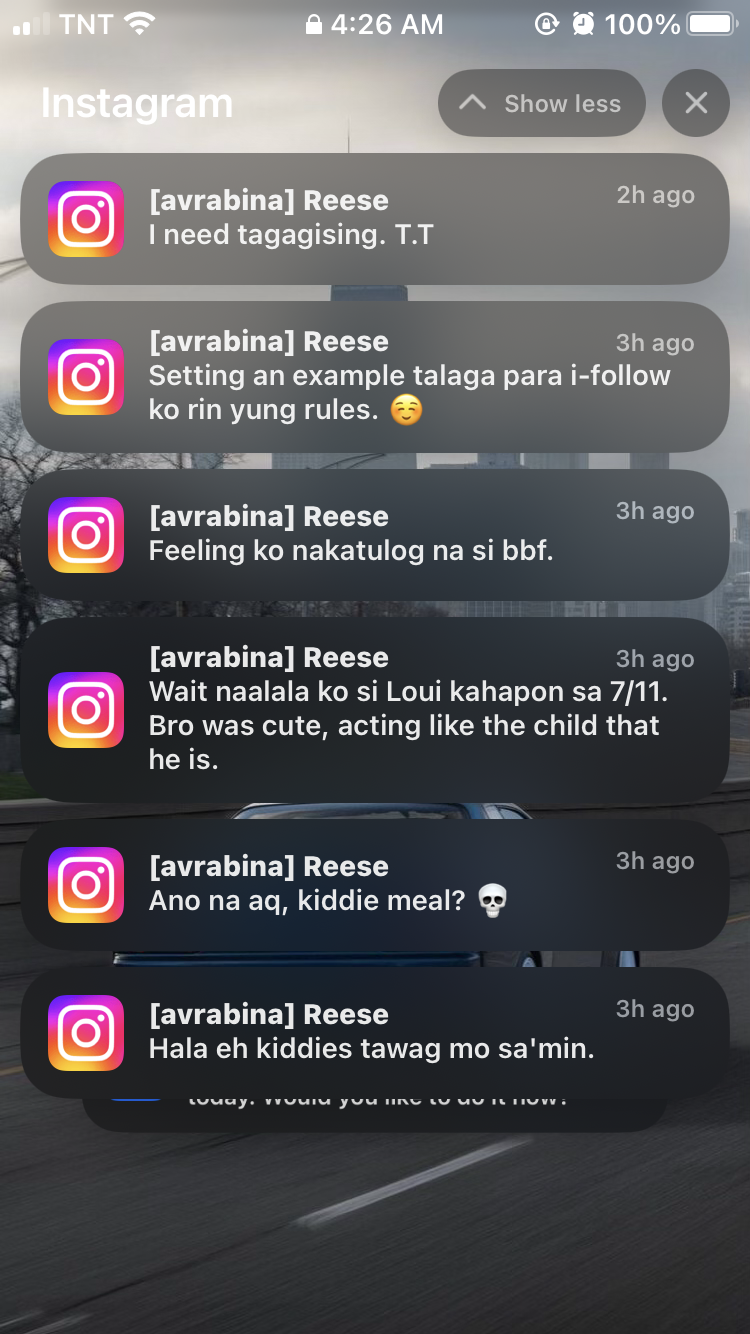 TNT 4:26 AM 100%
Instagram
Show less
[avrabina] Reese 2h ago
I need tagagising. T.T
[avrabina] Reese 3h ago
Setting an example talaga para i-follow
ko rin yung rules. ☺️
[avrabina] Reese 3h ago
Feeling ko nakatulog na si bbf.
[avrabina] Reese 3h ago
Wait naalala ko si Loui kahapon sa 7/11.
Bro was cute, acting like the child that
he is.
[avrabina] Reese 3h ago
Ano na aq, kiddie meal? 💀
[avrabina] Reese 3h ago
Hala eh kiddies tawag mo sa'min.
today. Would you like to do it now?